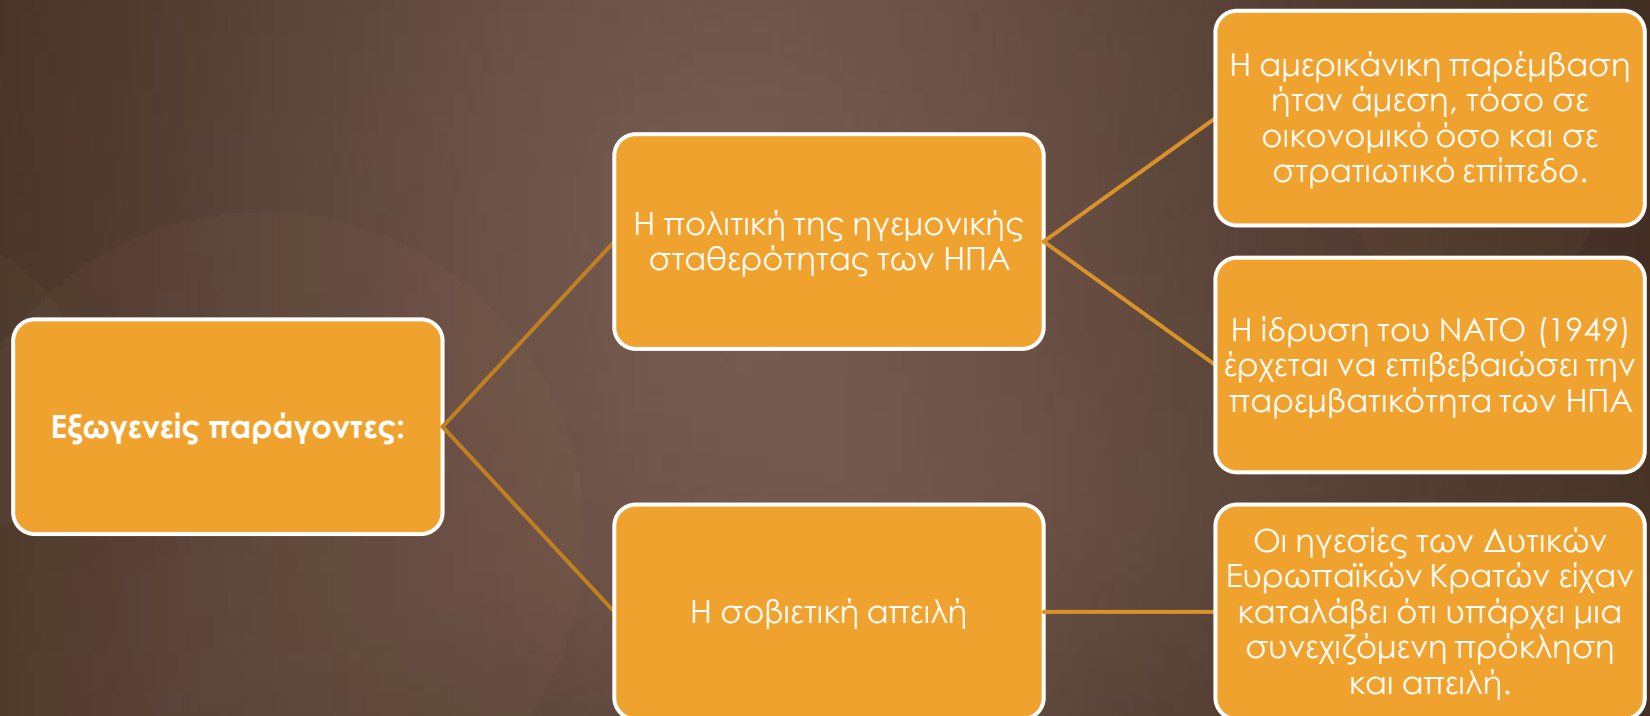 Εξωγενείς παράγοντες:
Η πολιτική της ηγεμονικής
σταθερότητας των ΗΠΑ
Η αμερικάνικη παρέμβαση
ήταν άμεση, τόσο σε
οικονομικό όσο και σε
στρατιωτικό επίπεδο.
Η ίδρυση του ΝΑΤΟ (1949)
έρχεται να επιβεβαιώσει την
παρεμβατικότητα των ΗΠΑ
Η σοβιετική απειλή
Οι ηγεσίες των Δυτικών
Ευρωπαϊκών Κρατών είχαν
καταλάβει ότι υπάρχει μια
συνεχιζόμενη πρόκληση
και απειλή.